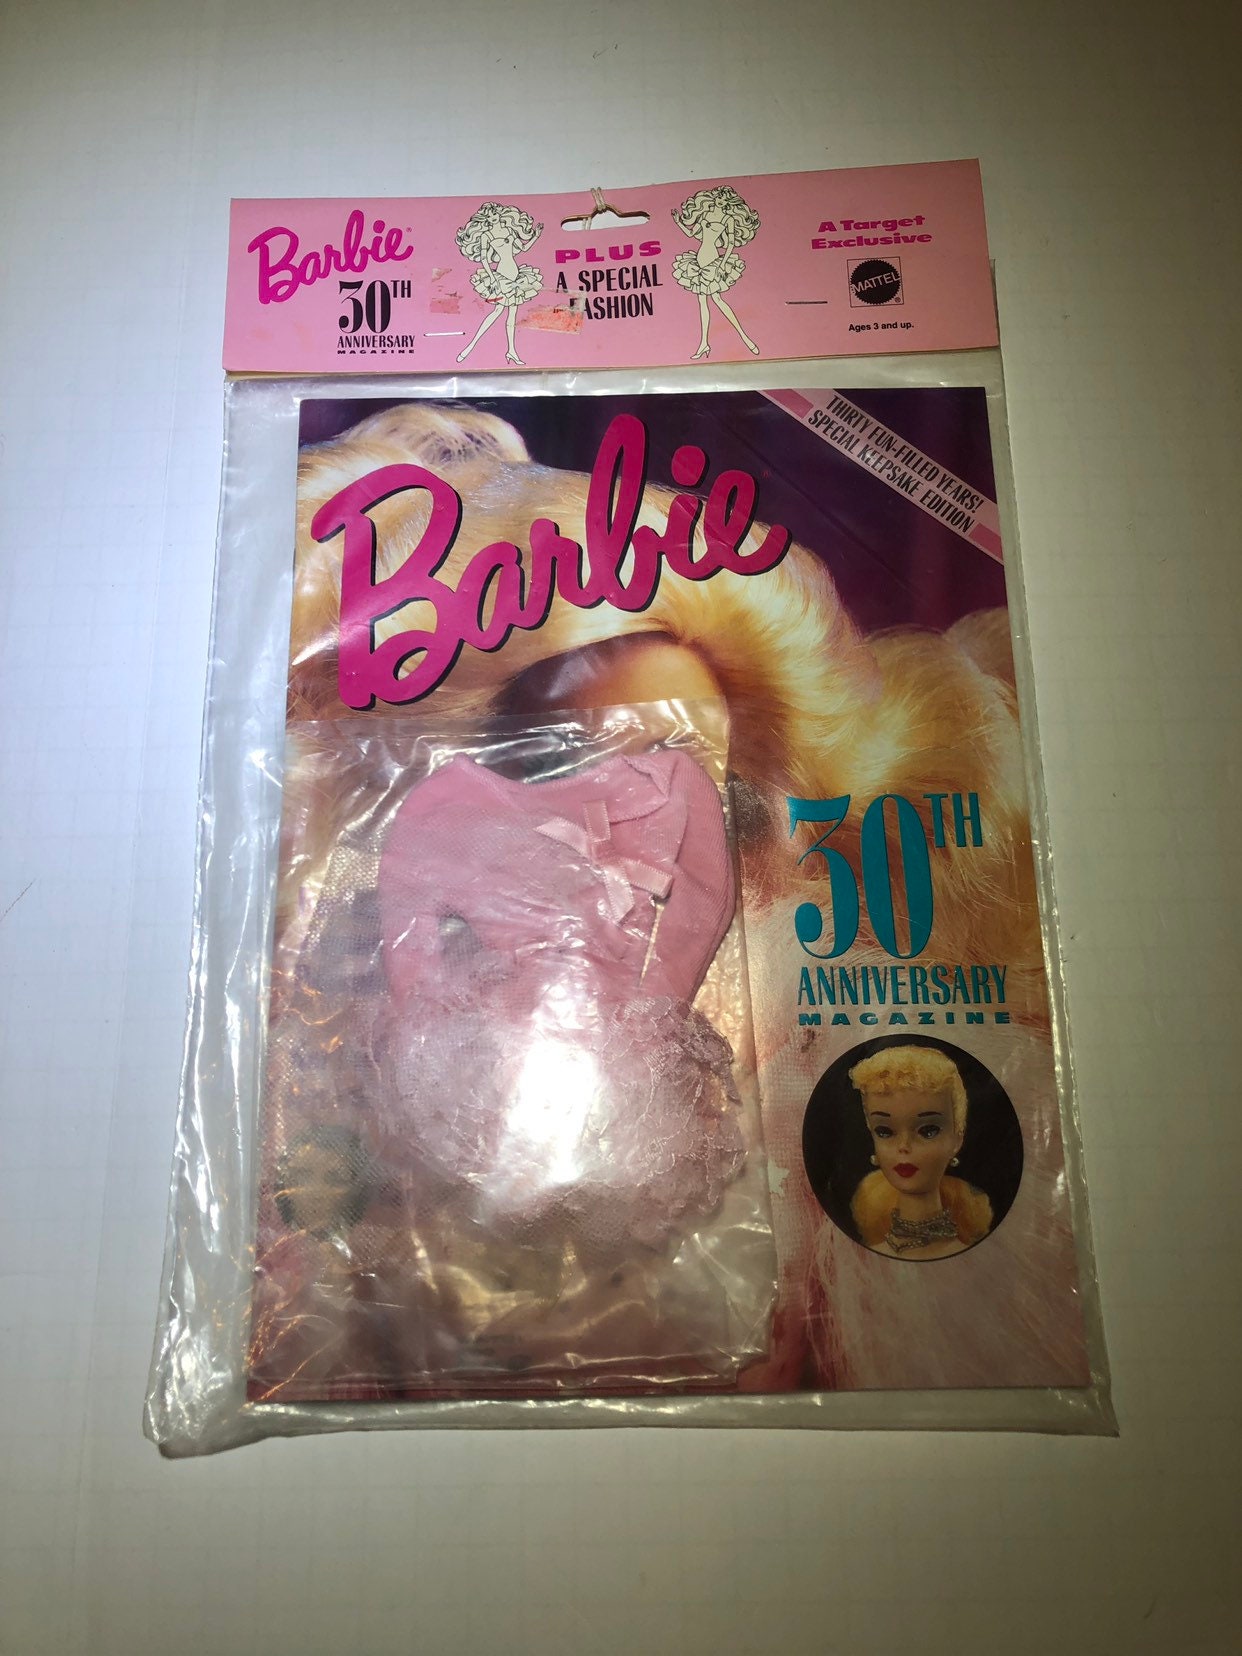 Barbie®
30TH
ANNIVERSARY
MAGAZINE
PLUS
A SPECIAL
FASHION
A Target
Exclusive
MATTEL
®
Ages 3 and up.
THIRTY FUN-FILLED YEARS!
SPECIAL KEEPSAKE EDITION
Barbie®
30TH
ANNIVERSARY
MAGAZINE